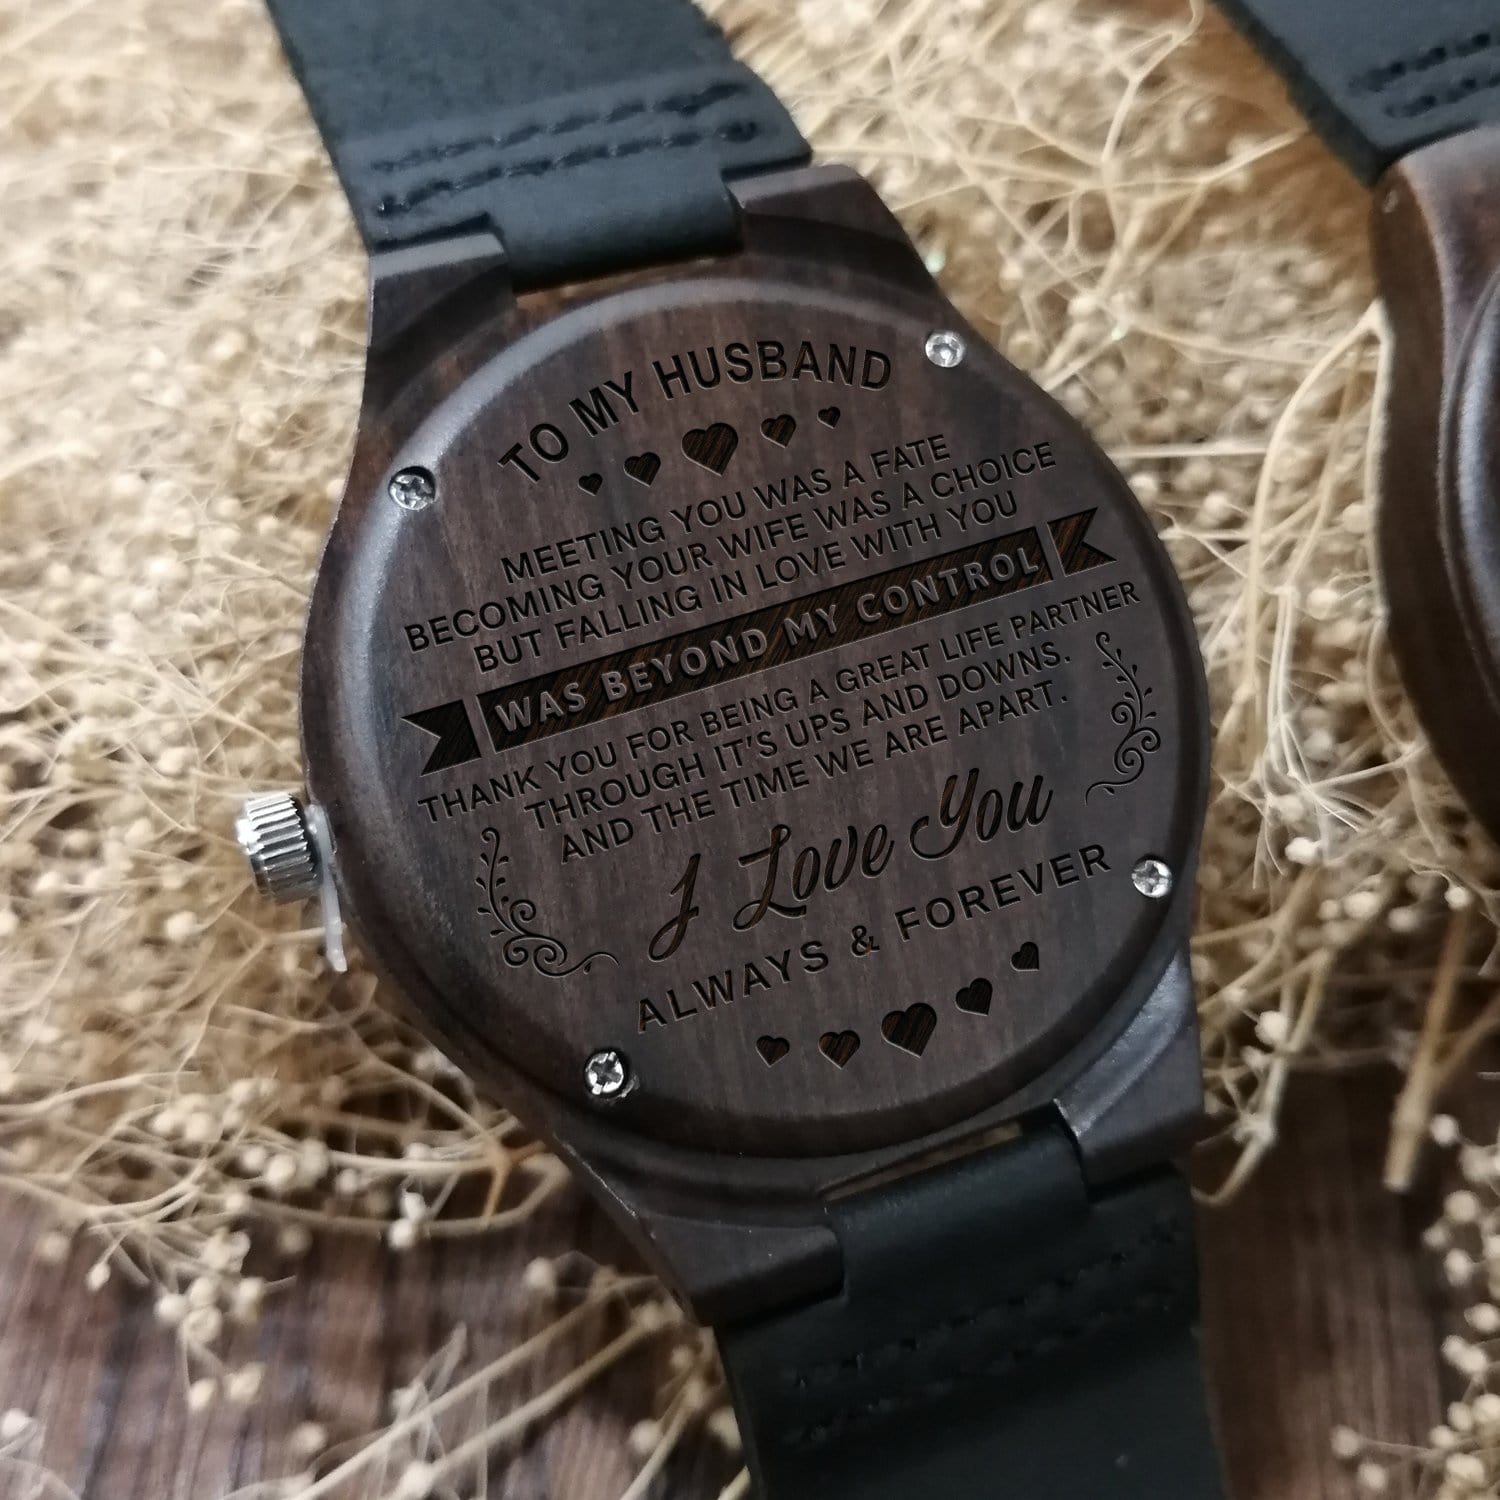 TO MY HUSBAND
MEETING YOU WAS A FATE
BECOMING YOUR WIFE WAS A CHOICE
BUT FALLING IN LOVE WITH YOU
WAS BEYOND MY CONTROL
THANK YOU FOR BEING A GREAT LIFE PARTNER
THROUGH IT'S UPS AND DOWNS.
AND THE TIME WE ARE APART.
I Love You
ALWAYS & FOREVER